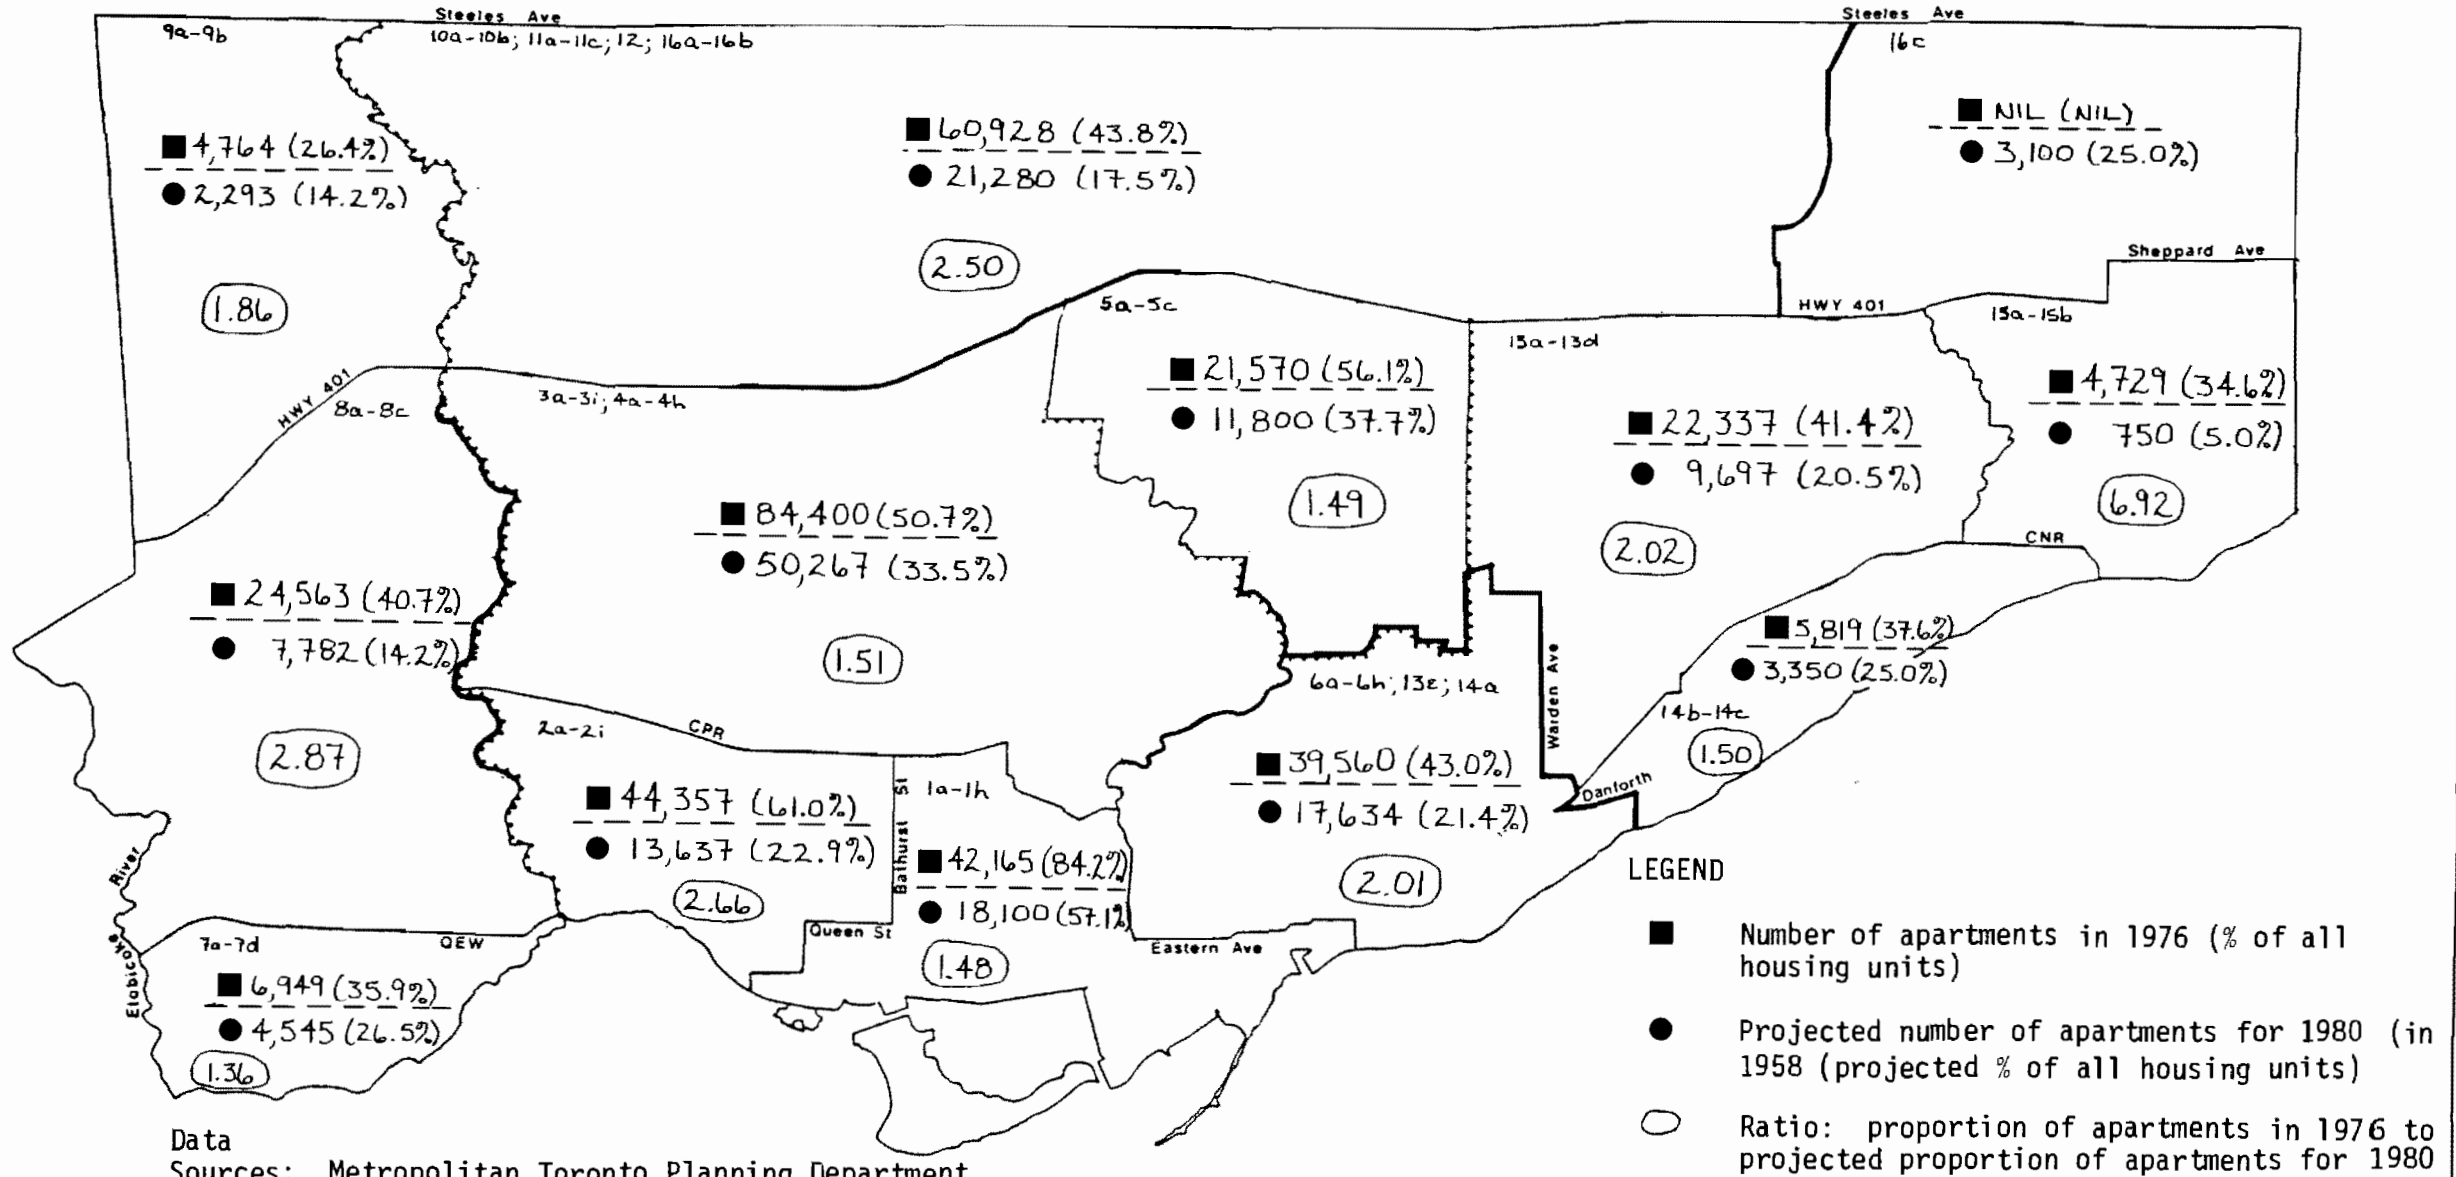 Steeles Ave
Steeles Ave
9a-9b
10a-10b; 11a-11c; 12; 16a-16b
16c
■ NIL (NIL)
● 3,100 (25.0%)
■ 4,764 (26.4%)
● 2,293 (14.2%)
■ 60,928 (43.8%)
● 21,280 (17.5%)
2.50
1.86
Sheppard Ave
HWY 401
5a-5c
15a-15b
13a-13d
HWY 401
8a-8c
3a-3i; 4a-4h
■ 21,570 (56.1%)
● 11,800 (37.7%)
■ 4,729 (34.6%)
● 750 (5.0%)
■ 22,337 (41.4%)
● 9,697 (20.5%)
1.49
6.92
■ 84,400 (50.7%)
● 50,267 (33.5%)
2.02
CNR
■ 24,563 (40.7%)
● 7,782 (14.2%)
1.51
■ 5,819 (37.6%)
● 3,350 (25.0%)
6a-6h; 13e; 14a
Warden Ave
14b-14c
1.50
2.87
2a-2i
CPR
■ 39,560 (43.0%)
● 17,634 (21.4%)
Danforth
1a-1h
Bathurst St
■ 44,357 (61.0%)
● 13,637 (22.9%)
■ 42,165 (84.2%)
● 18,100 (57.1%)
2.66
2.01
Queen St
Eastern Ave
1.48
Etobicoke River
7a-7d
QEW
■ 6,949 (35.9%)
● 4,545 (26.5%)
1.36
LEGEND
■ Number of apartments in 1976 (% of all
housing units)
● Projected number of apartments for 1980 (in
1958 (projected % of all housing units)
Ratio: proportion of apartments in 1976 to
projected proportion of apartments for 1980
Data
Sources: Metropolitan Toronto Planning Department